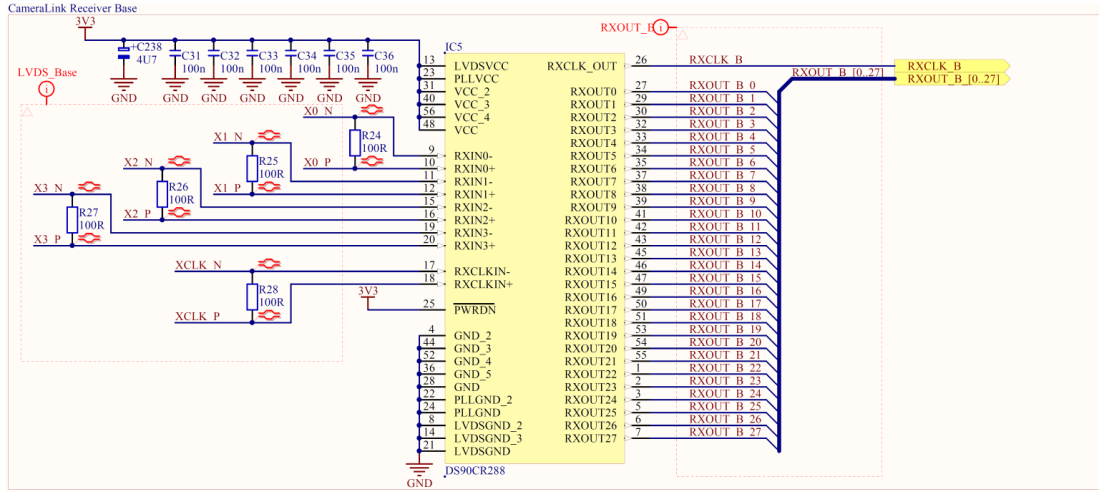 CameraLink Receiver Base
3V3
+C238
4U7
C31
100n
C32
100n
C33
100n
C34
100n
C35
100n
C36
100n
GND
GND
GND
GND
GND
GND
GND
LVDS_Base
i
X0_N
R24
100R
X0_P
X1_N
R25
100R
X1_P
X2_N
R26
100R
X2_P
X3_N
R27
100R
X3_P
XCLK_N
R28
100R
XCLK_P
3V3
IC5
13 LVDSVCC
23 PLLVCC
31 VCC_2
40 VCC_3
56 VCC_4
48 VCC
9 RXIN0-
10 RXIN0+
11 RXIN1-
12 RXIN1+
15 RXIN2-
16 RXIN2+
19 RXIN3-
20 RXIN3+
17 RXCLKIN-
18 RXCLKIN+
25 PWRDN
4 GND_2
44 GND_3
52 GND_4
36 GND_5
28 GND
22 PLLGND_2
24 PLLGND
8 LVDSGND_2
14 LVDSGND_3
21 LVDSGND
GND
DS90CR288
RXOUT_B
i
RXCLK_OUT 26 RXCLK_B
RXOUT0 27 RXOUT_B_0
RXOUT1 29 RXOUT_B_1
RXOUT2 30 RXOUT_B_2
RXOUT3 32 RXOUT_B_3
RXOUT4 33 RXOUT_B_4
RXOUT5 34 RXOUT_B_5
RXOUT6 35 RXOUT_B_6
RXOUT7 37 RXOUT_B_7
RXOUT8 38 RXOUT_B_8
RXOUT9 39 RXOUT_B_9
RXOUT10 41 RXOUT_B_10
RXOUT11 42 RXOUT_B_11
RXOUT12 43 RXOUT_B_12
RXOUT13 45 RXOUT_B_13
RXOUT14 46 RXOUT_B_14
RXOUT15 47 RXOUT_B_15
RXOUT16 49 RXOUT_B_16
RXOUT17 50 RXOUT_B_17
RXOUT18 51 RXOUT_B_18
RXOUT19 53 RXOUT_B_19
RXOUT20 54 RXOUT_B_20
RXOUT21 55 RXOUT_B_21
RXOUT22 1 RXOUT_B_22
RXOUT23 2 RXOUT_B_23
RXOUT24 3 RXOUT_B_24
RXOUT25 5 RXOUT_B_25
RXOUT26 6 RXOUT_B_26
RXOUT27 7 RXOUT_B_27
RXOUT_B_[0..27]
RXCLK_B
RXOUT_B_[0..27]